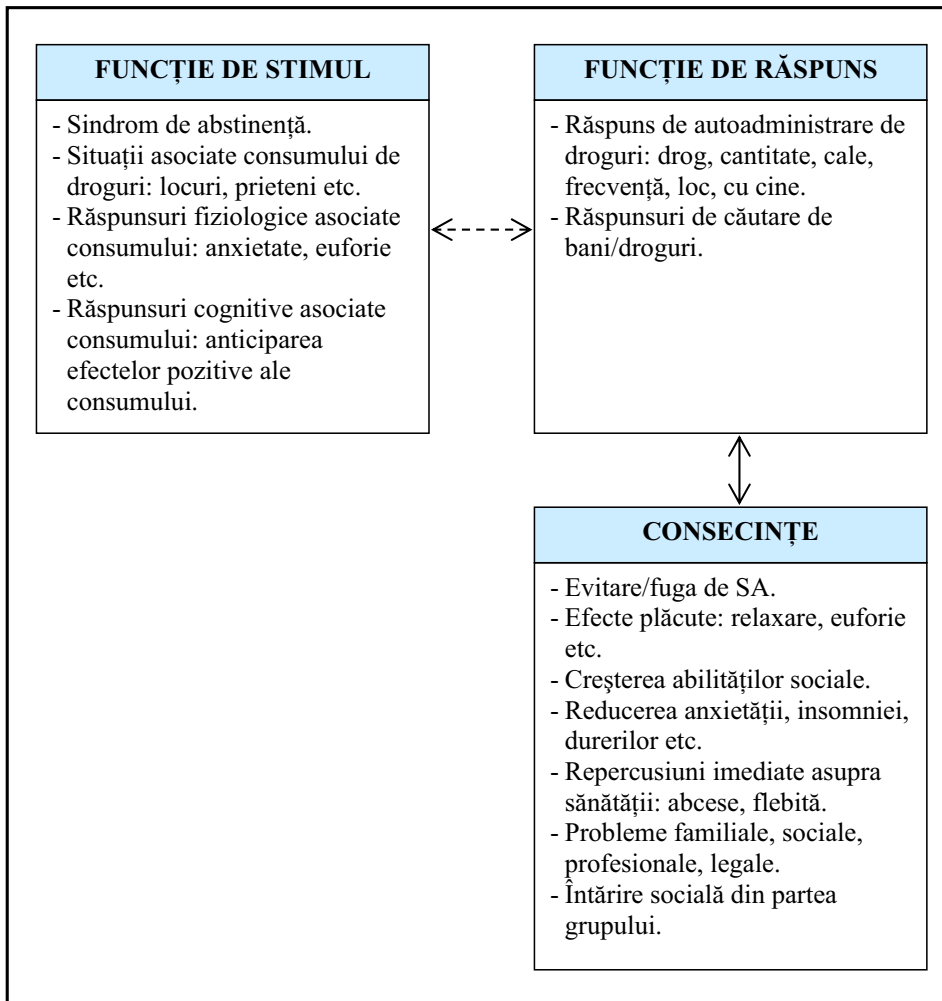 FUNCȚIE DE STIMUL
- Sindrom de abstinență.
- Situații asociate consumului de
droguri: locuri, prieteni etc.
- Răspunsuri fiziologice asociate
consumului: anxietate, euforie
etc.
- Răspunsuri cognitive asociate
consumului: anticiparea
efectelor pozitive ale
consumului.
FUNCȚIE DE RĂSPUNS
- Răspuns de autoadministrare de
droguri: drog, cantitate, cale,
frecvență, loc, cu cine.
- Răspunsuri de căutare de
bani/droguri.
CONSECINȚE
- Evitare/fuga de SA.
- Efecte plăcute: relaxare, euforie
etc.
- Creşterea abilităților sociale.
- Reducerea anxietății, insomniei,
durerilor etc.
- Repercusiuni imediate asupra
sănătății: abcese, flebită.
- Probleme familiale, sociale,
profesionale, legale.
- Întărire socială din partea
grupului.